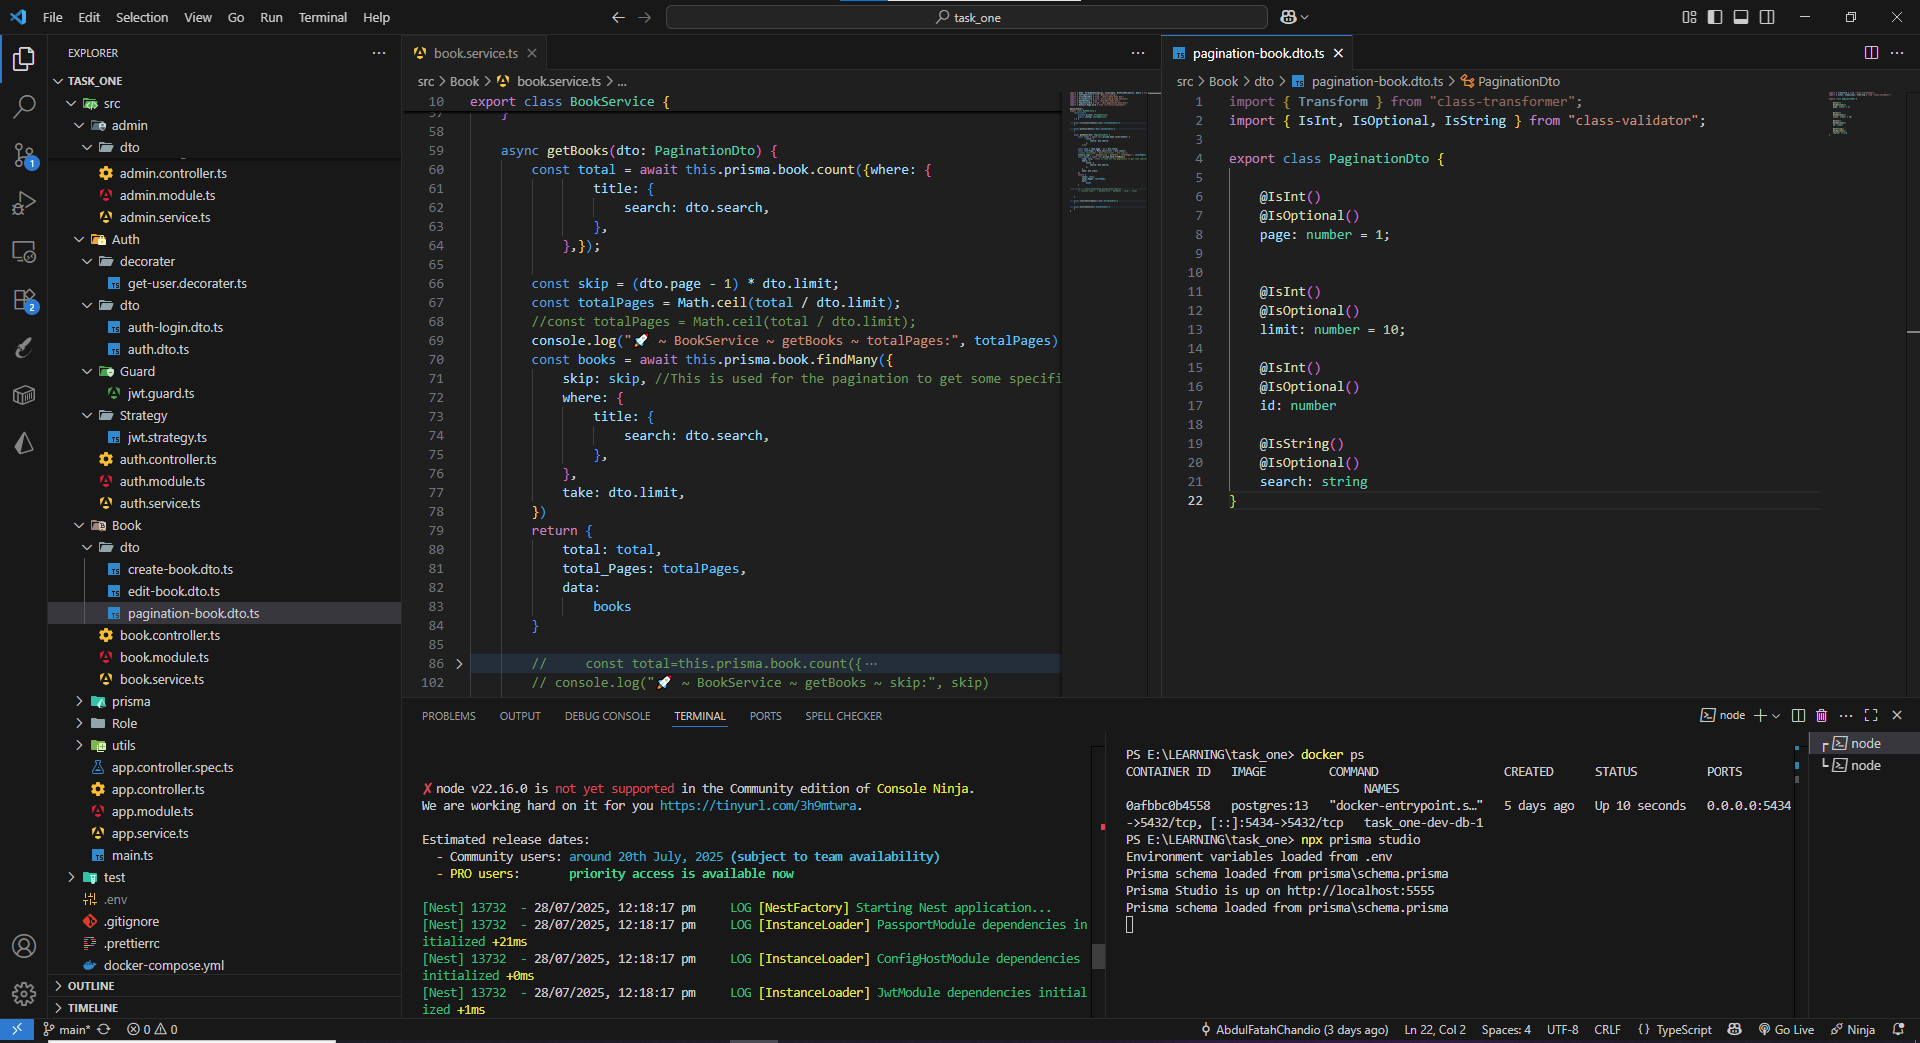 File Edit Selection View Go Run Terminal Help
task_one
EXPLORER
TASK_ONE
src
admin
dto
admin.controller.ts
admin.module.ts
admin.service.ts
Auth
decorater
get-user.decorater.ts
dto
auth-login.dto.ts
auth.dto.ts
Guard
jwt.guard.ts
Strategy
jwt.strategy.ts
auth.controller.ts
auth.module.ts
auth.service.ts
Book
dto
create-book.dto.ts
edit-book.dto.ts
pagination-book.dto.ts
book.controller.ts
book.module.ts
book.service.ts
prisma
Role
utils
app.controller.spec.ts
app.controller.ts
app.module.ts
app.service.ts
main.ts
test
.env
.gitignore
.prettierrc
docker-compose.yml
OUTLINE
TIMELINE
1
2
book.service.ts
src > Book > book.service.ts > ...
10 export class BookService {
57 }
58
59 async getBooks(dto: PaginationDto) {
60 const total = await this.prisma.book.count({where: {
61 title: {
62 search: dto.search,
63 },
64 },});
65
66 const skip = (dto.page - 1) * dto.limit;
67 const totalPages = Math.ceil(total / dto.limit);
68 //const totalPages = Math.ceil(total / dto.limit);
69 console.log("🚀 ~ BookService ~ getBooks ~ totalPages:", totalPages)
70 const books = await this.prisma.book.findMany({
71 skip: skip, //This is used for the pagination to get some specifi
72 where: {
73 title: {
74 search: dto.search,
75 },
76 },
77 take: dto.limit,
78 })
79 return {
80 total: total,
81 total_Pages: totalPages,
82 data:
83 books
84 }
85
86 // const total=this.prisma.book.count({ ···
102 // console.log("🚀 ~ BookService ~ getBooks ~ skip:", skip)
pagination-book.dto.ts
src > Book > dto > pagination-book.dto.ts > PaginationDto
1 import { Transform } from "class-transformer";
2 import { IsInt, IsOptional, IsString } from "class-validator";
3
4 export class PaginationDto {
5
6 @IsInt()
7 @IsOptional()
8 page: number = 1;
9
10
11 @IsInt()
12 @IsOptional()
13 limit: number = 10;
14
15 @IsInt()
16 @IsOptional()
17 id: number
18
19 @IsString()
20 @IsOptional()
21 search: string
22 }
PROBLEMS OUTPUT DEBUG CONSOLE TERMINAL PORTS SPELL CHECKER
node
✗ node v22.16.0 is not yet supported in the Community edition of Console Ninja.
We are working hard on it for you https://tinyurl.com/3h9mtwra.
Estimated release dates:
- Community users: around 20th July, 2025 (subject to team availability)
- PRO users: priority access is available now
[Nest] 13732 - 28/07/2025, 12:18:17 pm LOG [NestFactory] Starting Nest application...
[Nest] 13732 - 28/07/2025, 12:18:17 pm LOG [InstanceLoader] PassportModule dependencies in
itialized +21ms
[Nest] 13732 - 28/07/2025, 12:18:17 pm LOG [InstanceLoader] ConfigHostModule dependencies
initialized +0ms
[Nest] 13732 - 28/07/2025, 12:18:17 pm LOG [InstanceLoader] JwtModule dependencies initial
ized +1ms
PS E:\LEARNING\task_one> docker ps
CONTAINER ID IMAGE COMMAND CREATED STATUS PORTS
NAMES
0afbbc0b4558 postgres:13 "docker-entrypoint.s…" 5 days ago Up 10 seconds 0.0.0.0:5434
->5432/tcp, [::]:5434->5432/tcp task_one-dev-db-1
PS E:\LEARNING\task_one> npx prisma studio
Environment variables loaded from .env
Prisma schema loaded from prisma\schema.prisma
Prisma Studio is up on http://localhost:5555
Prisma schema loaded from prisma\schema.prisma
node
node
main* 0 0 AbdulFatahChandio (3 days ago) Ln 22, Col 2 Spaces: 4 UTF-8 CRLF {} TypeScript Go Live Ninja